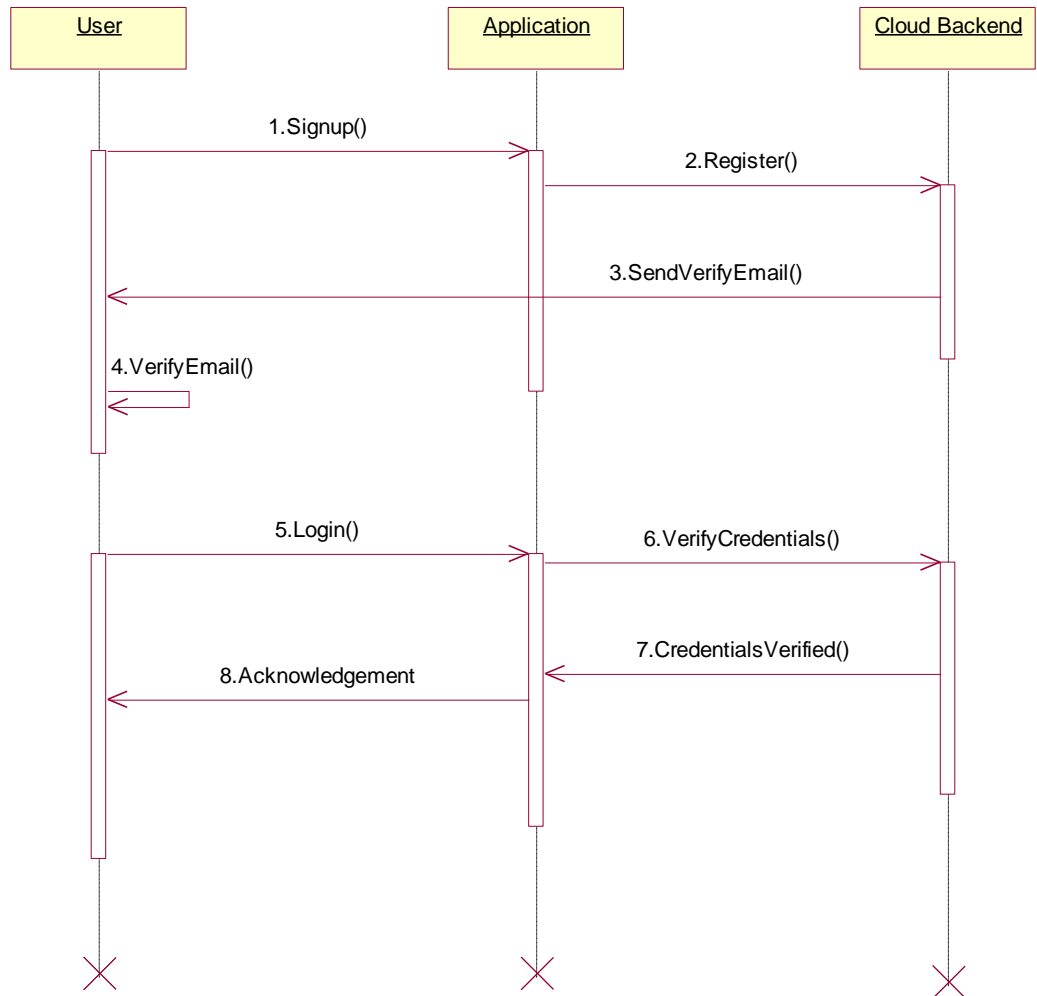 User
Application
Cloud Backend
1.Signup()
2.Register()
3.SendVerifyEmail()
4.VerifyEmail()
5.Login()
6.VerifyCredentials()
7.CredentialsVerified()
8.Acknowledgement